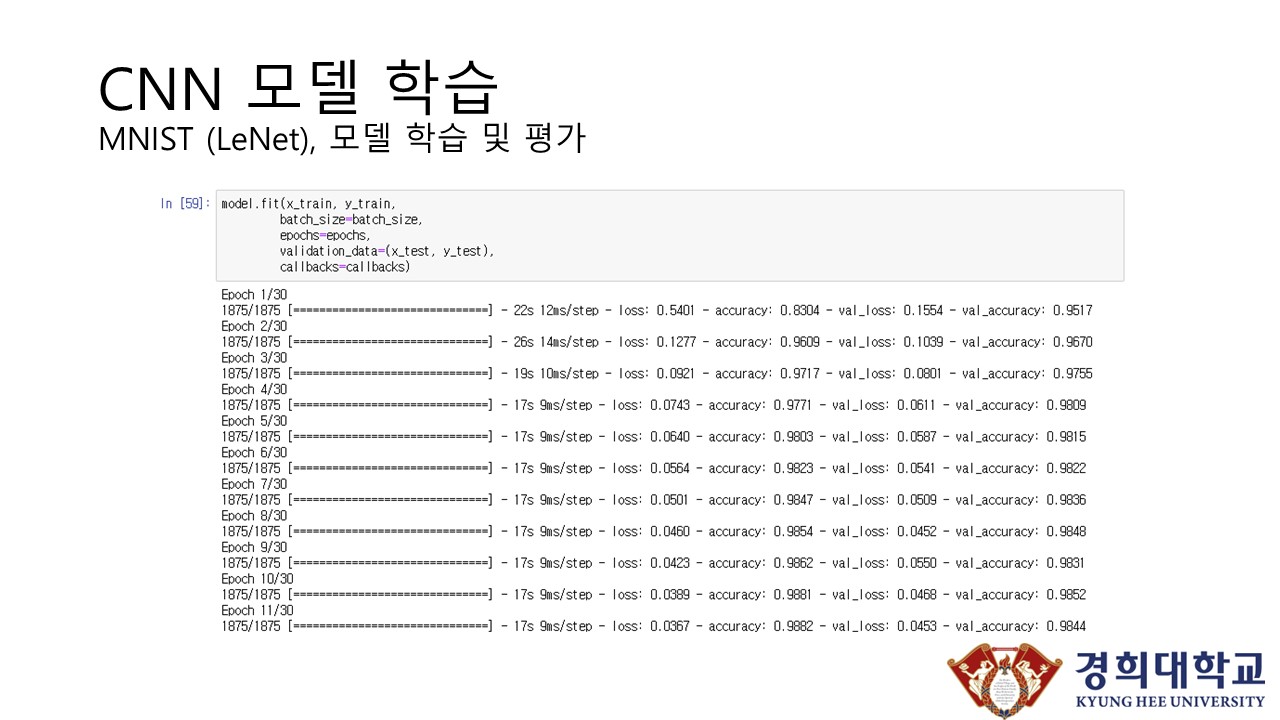 CNN 모델 학습
MNIST (LeNet), 모델 학습 및 평가
In [59]: model.fit(x_train, y_train,
batch_size=batch_size,
epochs=epochs,
validation_data=(x_test, y_test),
callbacks=callbacks)
Epoch 1/30
1875/1875 [==============================] - 22s 12ms/step - loss: 0.5401 - accuracy: 0.8304 - val_loss: 0.1554 - val_accuracy: 0.9517
Epoch 2/30
1875/1875 [==============================] - 26s 14ms/step - loss: 0.1277 - accuracy: 0.9609 - val_loss: 0.1039 - val_accuracy: 0.9670
Epoch 3/30
1875/1875 [==============================] - 19s 10ms/step - loss: 0.0921 - accuracy: 0.9717 - val_loss: 0.0801 - val_accuracy: 0.9755
Epoch 4/30
1875/1875 [==============================] - 17s 9ms/step - loss: 0.0743 - accuracy: 0.9771 - val_loss: 0.0611 - val_accuracy: 0.9809
Epoch 5/30
1875/1875 [==============================] - 17s 9ms/step - loss: 0.0640 - accuracy: 0.9803 - val_loss: 0.0587 - val_accuracy: 0.9815
Epoch 6/30
1875/1875 [==============================] - 17s 9ms/step - loss: 0.0564 - accuracy: 0.9823 - val_loss: 0.0541 - val_accuracy: 0.9822
Epoch 7/30
1875/1875 [==============================] - 17s 9ms/step - loss: 0.0501 - accuracy: 0.9847 - val_loss: 0.0509 - val_accuracy: 0.9836
Epoch 8/30
1875/1875 [==============================] - 17s 9ms/step - loss: 0.0460 - accuracy: 0.9854 - val_loss: 0.0452 - val_accuracy: 0.9848
Epoch 9/30
1875/1875 [==============================] - 17s 9ms/step - loss: 0.0423 - accuracy: 0.9862 - val_loss: 0.0550 - val_accuracy: 0.9831
Epoch 10/30
1875/1875 [==============================] - 17s 9ms/step - loss: 0.0389 - accuracy: 0.9881 - val_loss: 0.0468 - val_accuracy: 0.9852
Epoch 11/30
1875/1875 [==============================] - 17s 9ms/step - loss: 0.0367 - accuracy: 0.9882 - val_loss: 0.0453 - val_accuracy: 0.9844
경희대학교
KYUNG HEE UNIVERSITY